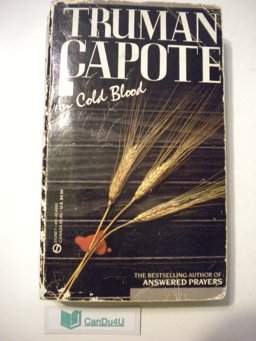 TRUMAN
CAPOTE
In Cold Blood
THE BESTSELLING AUTHOR OF
ANSWERED PRAYERS
CanDu4U